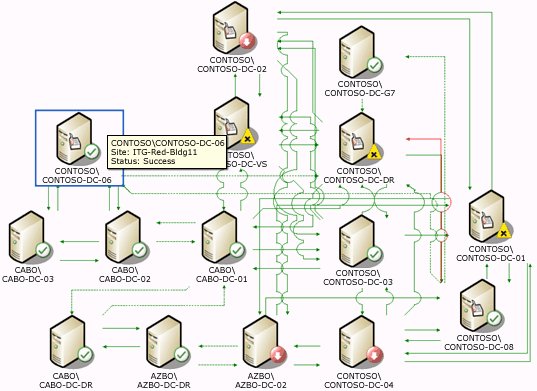 CONTOSO\
CONTOSO-DC-02
CONTOSO\
CONTOSO-DC-G7
CONTOSO\
CONTOSO-DC-06
CONTOSO\CONTOSO-DC-06
Site: ITG-Red-Bldg11
Status: Success
SO\
SO-DC-VS
CONTOSO\
CONTOSO-DC-DR
CABO\
CABO-DC-03
CABO\
CABO-DC-02
CABO\
CABO-DC-01
CONTOSO\
CONTOSO-DC-03
CONTOSO\
CONTOSO-DC-01
CONTOSO\
CONTOSO-DC-08
CABO\
CABO-DC-DR
AZBO\
AZBO-DC-DR
AZBO\
AZBO-DC-02
CONTOSO\
CONTOSO-DC-04